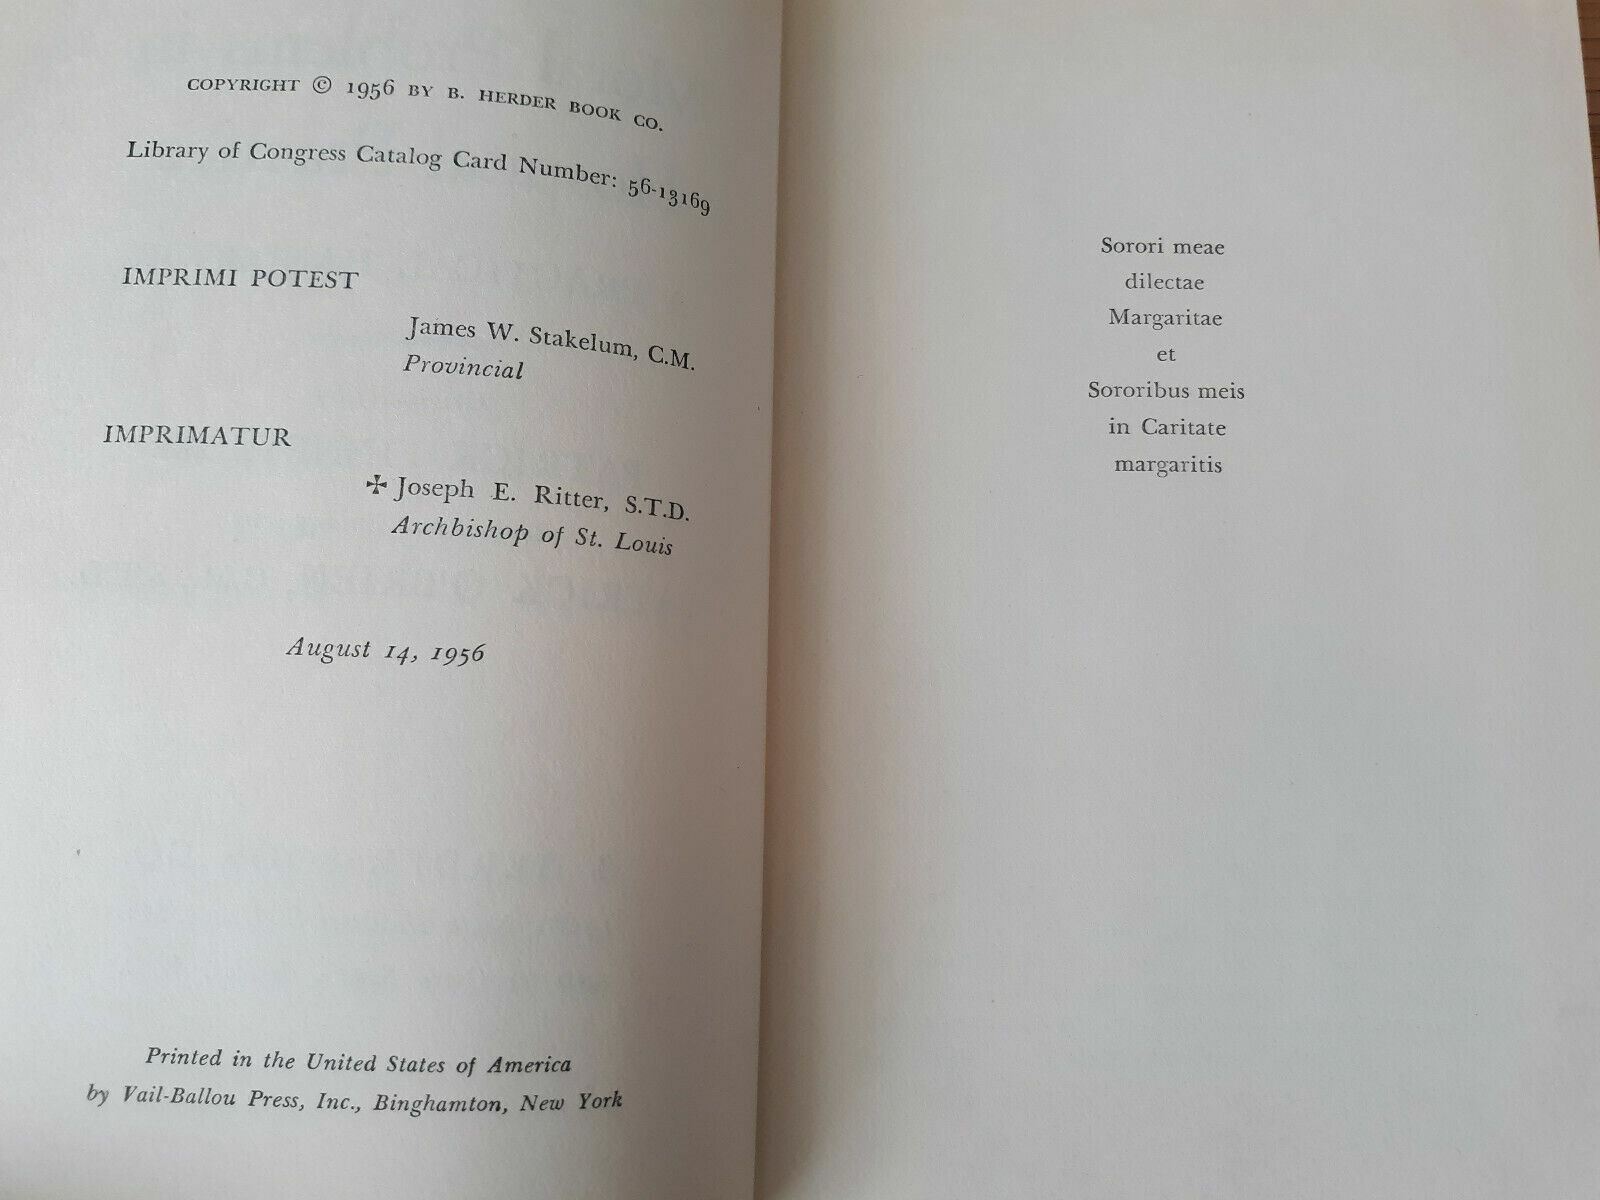 COPYRIGHT © 1956 BY B. HERDER BOOK CO.
Library of Congress Catalog Card Number: 56-13169
IMPRIMI POTEST
James W. Stakelum, C.M.
Provincial
IMPRIMATUR
✠ Joseph E. Ritter, S.T.D.
Archbishop of St. Louis
August 14, 1956
Printed in the United States of America
by Vail-Ballou Press, Inc., Binghamton, New York
Sorori meae
dilectae
Margaritae
et
Sororibus meis
in Caritate
margaritis